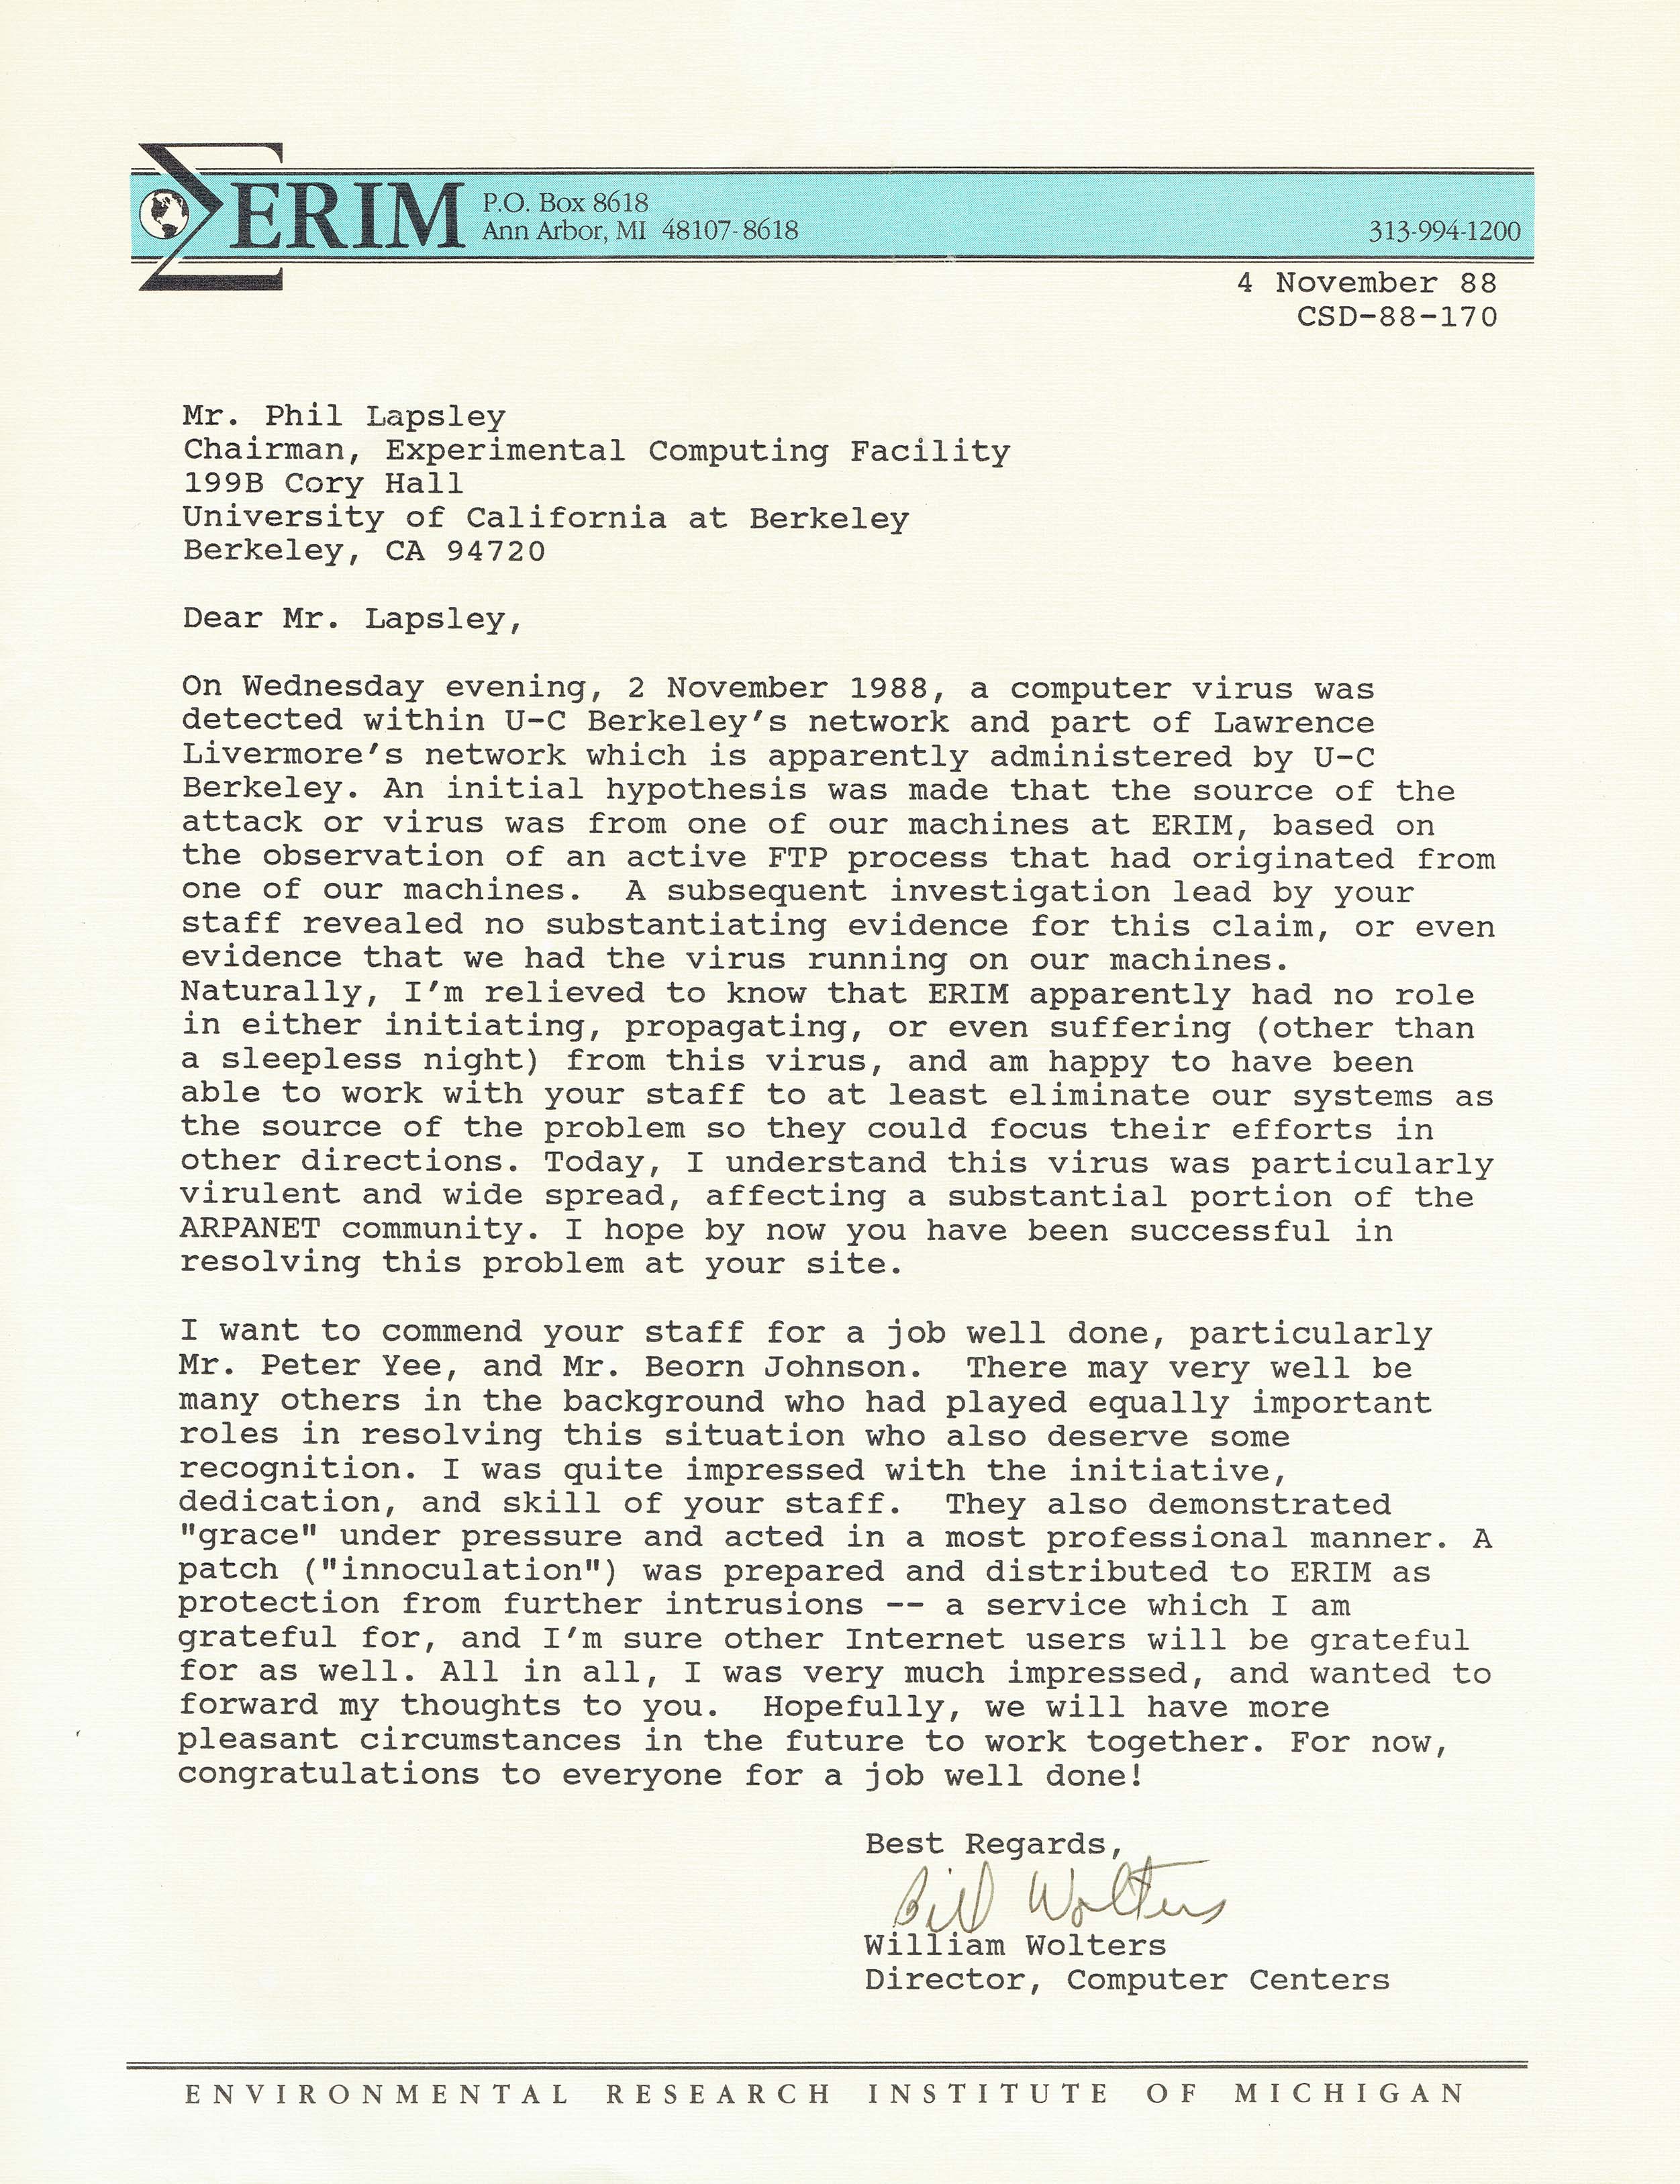 ERIM
P.O. Box 8618
Ann Arbor, MI 48107-8618
313-994-1200
4 November 88
CSD-88-170
Mr. Phil Lapsley
Chairman, Experimental Computing Facility
199B Cory Hall
University of California at Berkeley
Berkeley, CA 94720
Dear Mr. Lapsley,
On Wednesday evening, 2 November 1988, a computer virus was
detected within U-C Berkeley's network and part of Lawrence
Livermore's network which is apparently administered by U-C
Berkeley. An initial hypothesis was made that the source of the
attack or virus was from one of our machines at ERIM, based on
the observation of an active FTP process that had originated from
one of our machines.  A subsequent investigation lead by your
staff revealed no substantiating evidence for this claim, or even
evidence that we had the virus running on our machines.
Naturally, I'm relieved to know that ERIM apparently had no role
in either initiating, propagating, or even suffering (other than
a sleepless night) from this virus, and am happy to have been
able to work with your staff to at least eliminate our systems as
the source of the problem so they could focus their efforts in
other directions. Today, I understand this virus was particularly
virulent and wide spread, affecting a substantial portion of the
ARPANET community. I hope by now you have been successful in
resolving this problem at your site.
I want to commend your staff for a job well done, particularly
Mr. Peter Yee, and Mr. Beorn Johnson.  There may very well be
many others in the background who had played equally important
roles in resolving this situation who also deserve some
recognition. I was quite impressed with the initiative,
dedication, and skill of your staff.  They also demonstrated
"grace" under pressure and acted in a most professional manner. A
patch ("innoculation") was prepared and distributed to ERIM as
protection from further intrusions -- a service which I am
grateful for, and I'm sure other Internet users will be grateful
for as well. All in all, I was very much impressed, and wanted to
forward my thoughts to you.  Hopefully, we will have more
pleasant circumstances in the future to work together. For now,
congratulations to everyone for a job well done!
Best Regards,
Bill Wolters
William Wolters
Director, Computer Centers
ENVIRONMENTAL RESEARCH INSTITUTE OF MICHIGAN